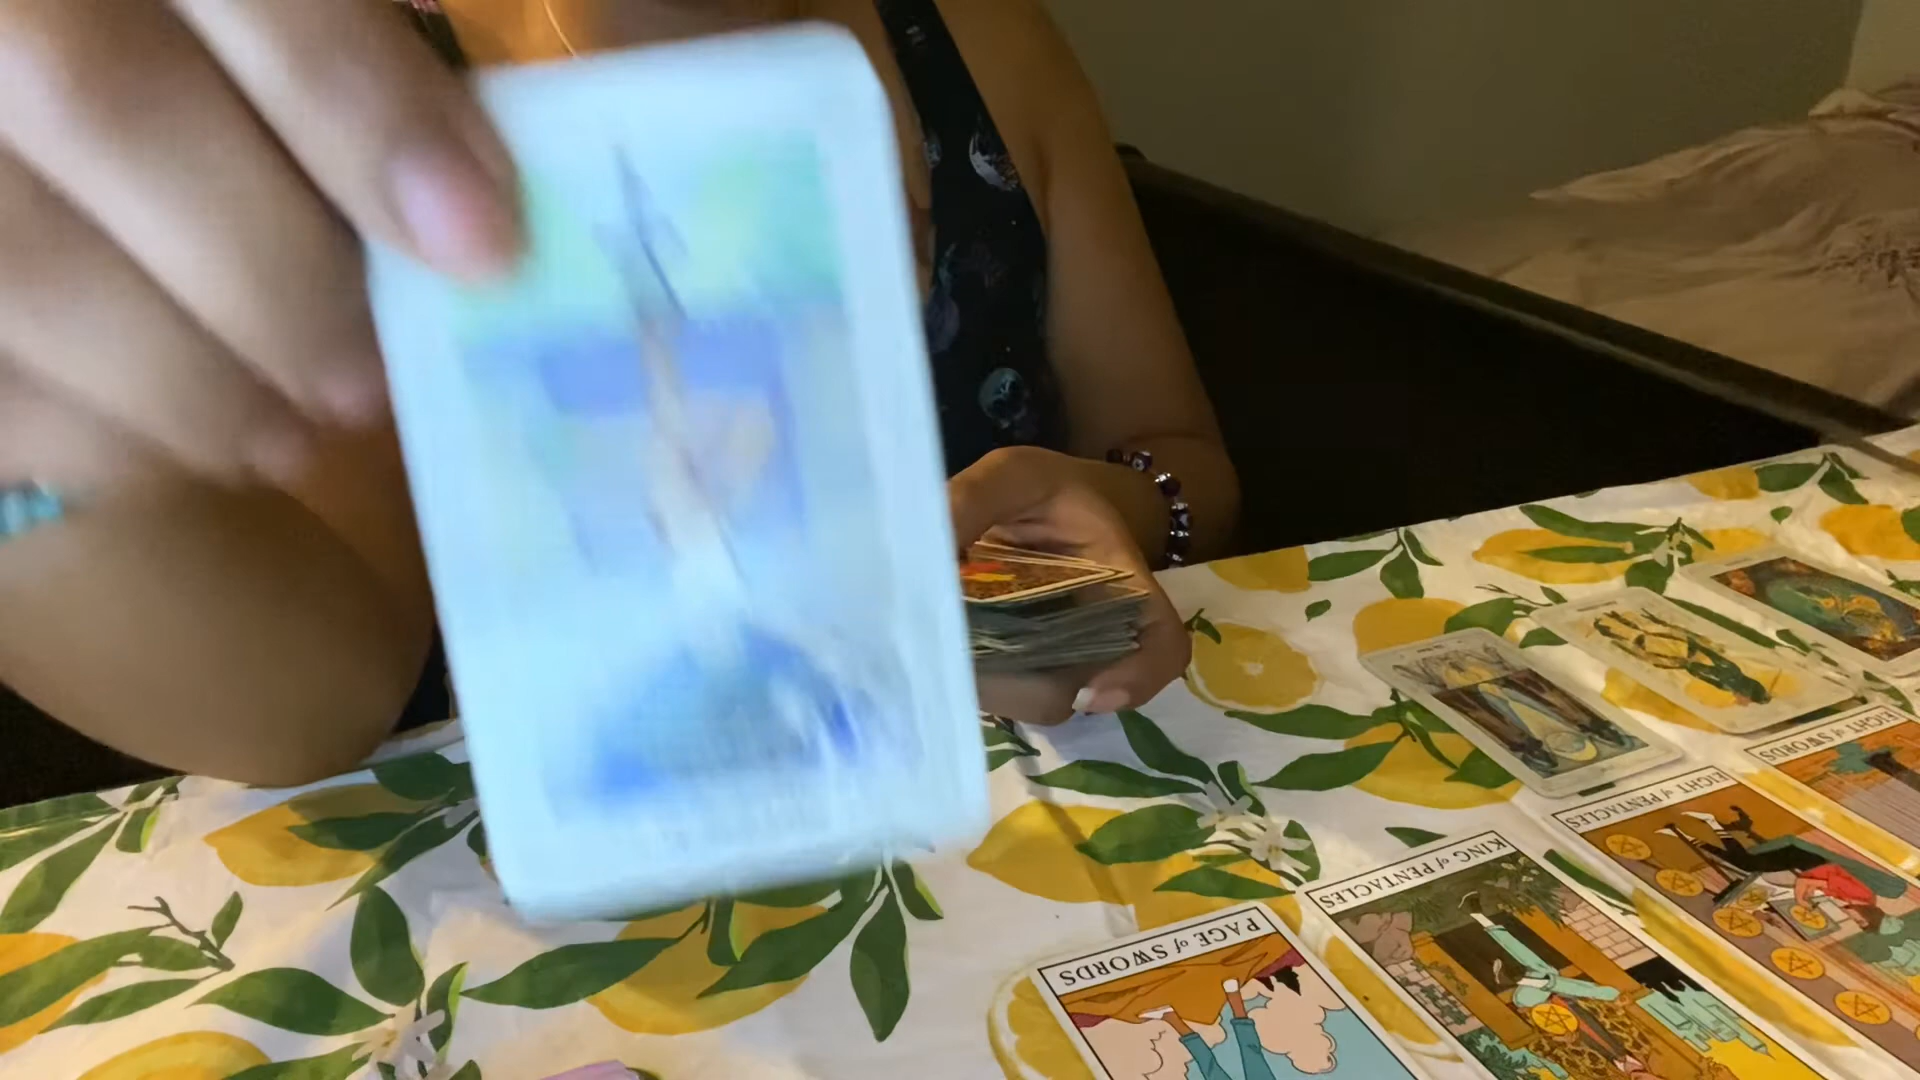 EIGHT of SWORDS
EIGHT of PENTACLES
KING of PENTACLES
PAGE of SWORDS